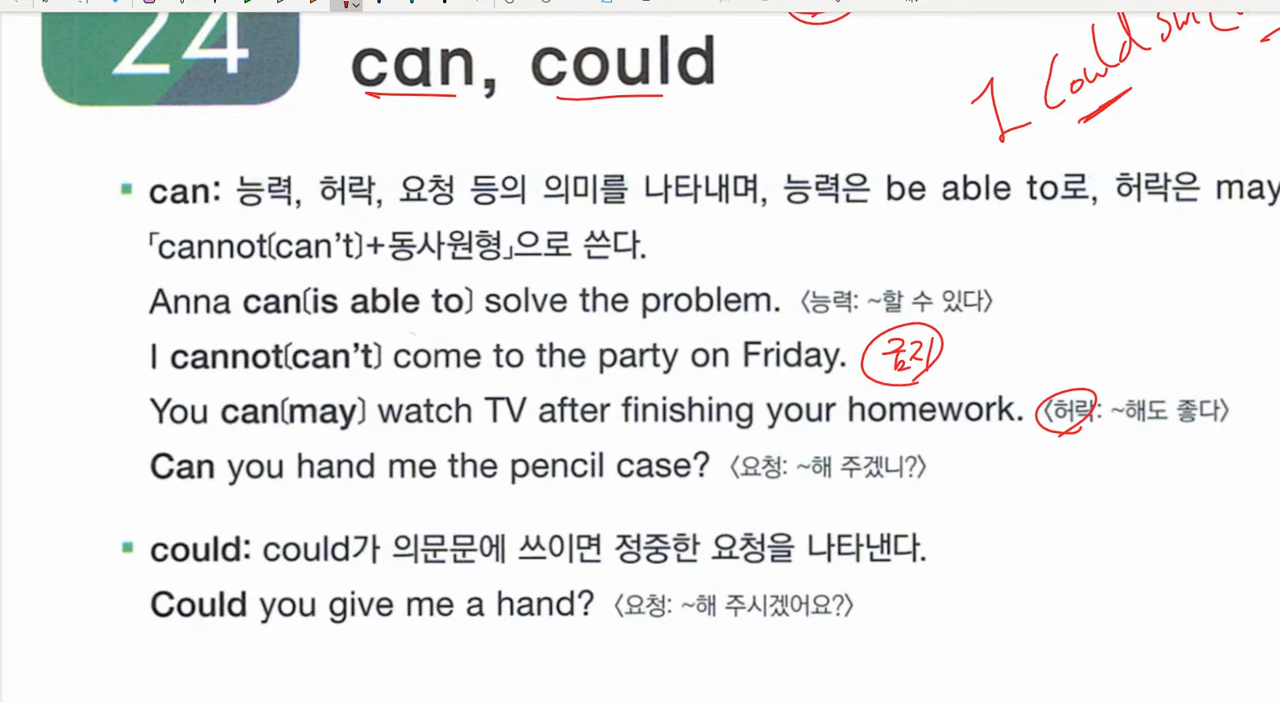 24
can, could
I could
can: 능력, 허락, 요청 등의 의미를 나타내며, 능력은 be able to로, 허락은 may
「cannot(can't)+동사원형」으로 쓴다.
Anna can(is able to) solve the problem. 〈능력: ~할 수 있다〉
I cannot(can't) come to the party on Friday. 금지
You can(may) watch TV after finishing your homework. 〈허락: ~해도 좋다〉
Can you hand me the pencil case? 〈요청: ~해 주겠니?〉
could: could가 의문문에 쓰이면 정중한 요청을 나타낸다.
Could you give me a hand? 〈요청: ~해 주시겠어요?〉